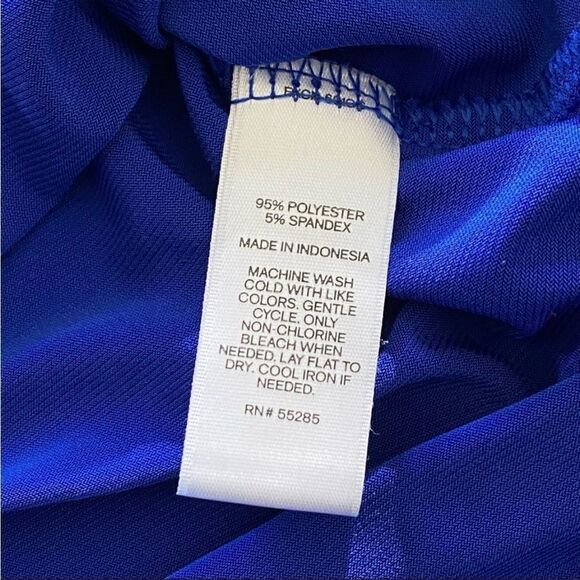 95% POLYESTER
5% SPANDEX
MADE IN INDONESIA
MACHINE WASH
COLD WITH LIKE
COLORS. GENTLE
CYCLE. ONLY
NON-CHLORINE
BLEACH WHEN
NEEDED. LAY FLAT TO
DRY. COOL IRON IF
NEEDED.
RN# 55285